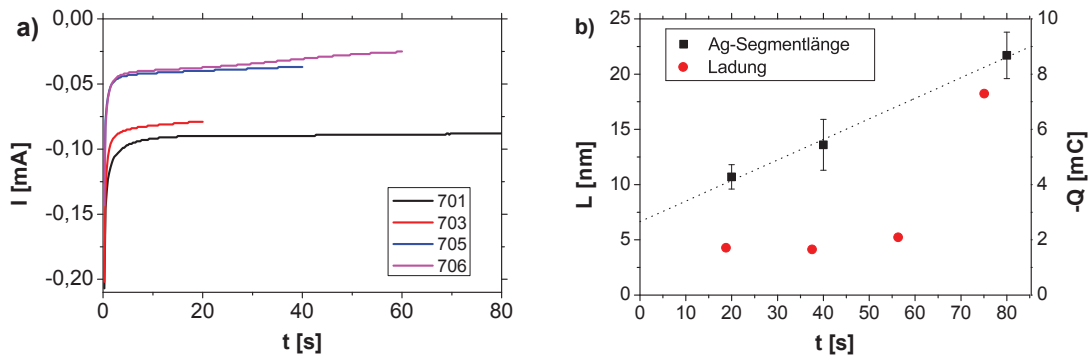 a)
0,00
-0,05
-0,10
-0,15
-0,20
I [mA]
701
703
705
706
0 20 40 60 80
t [s]
b)
25
20
15
10
5
0
L [nm]
Ag-Segmentlänge
Ladung
10
8
6
4
2
0
-Q [mC]
0 10 20 30 40 50 60 70 80
t [s]